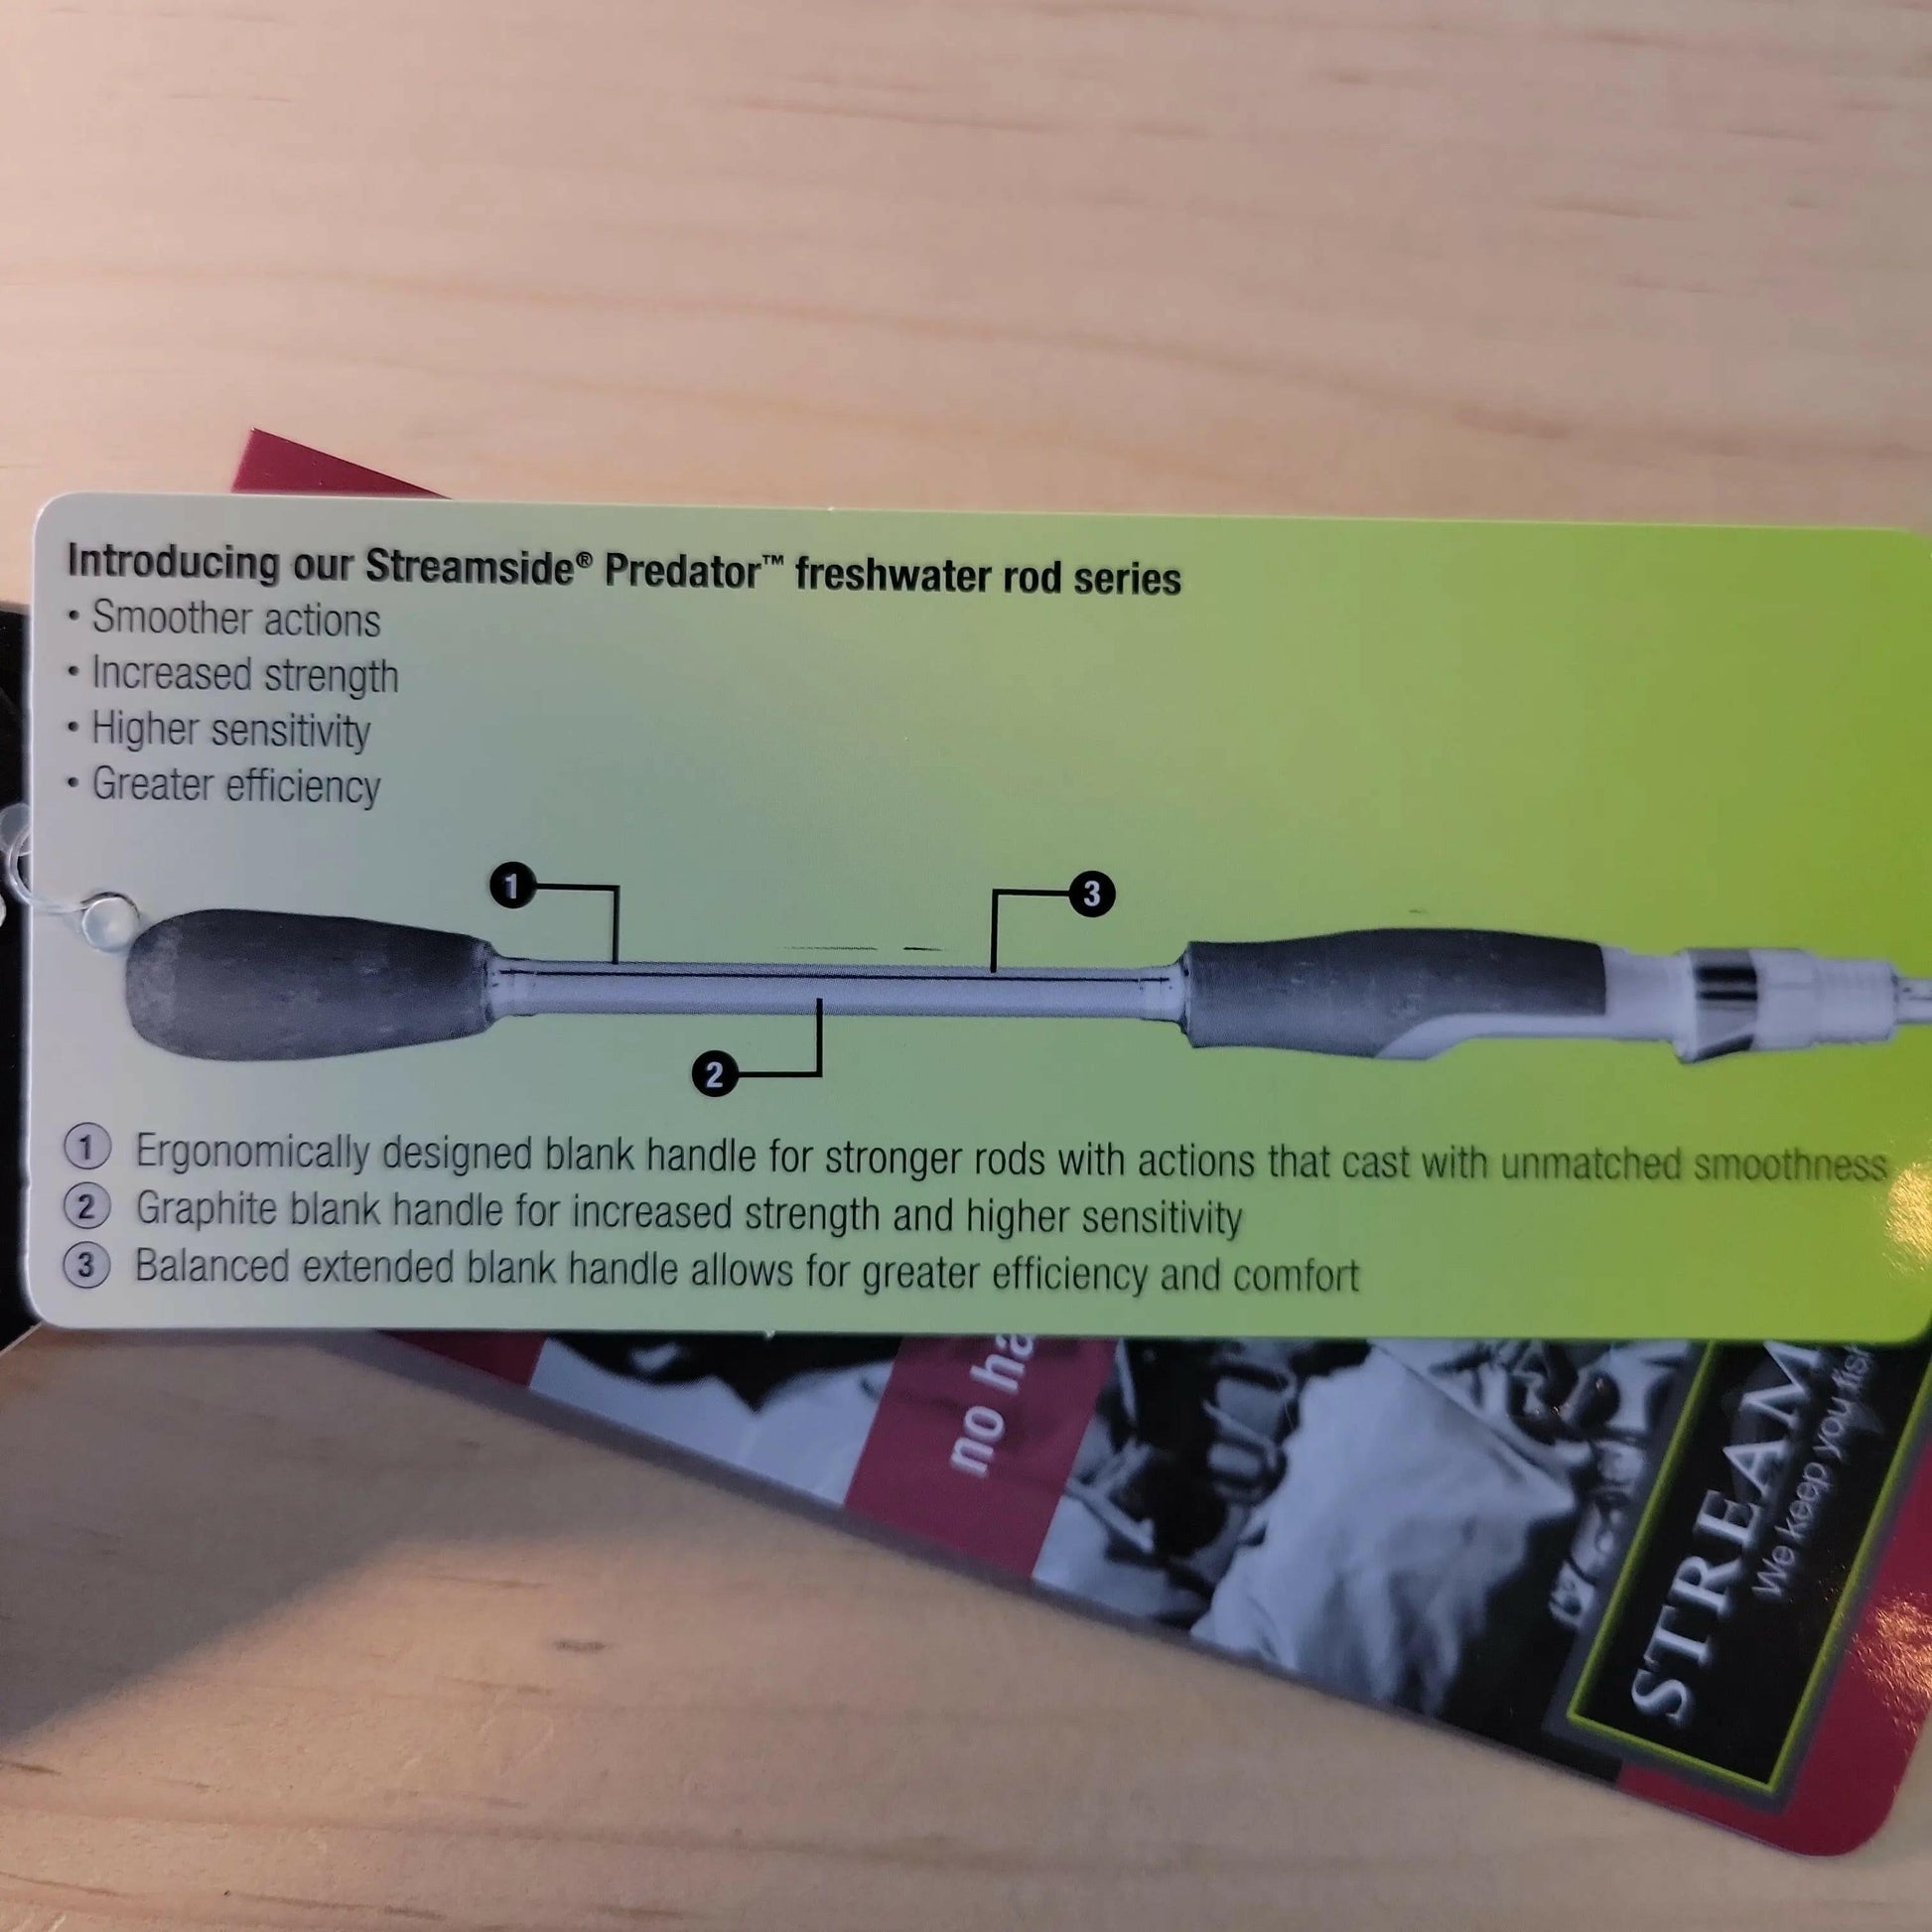 Introducing our Streamside® Predator™ freshwater rod series
• Smoother actions
• Increased strength
• Higher sensitivity
• Greater efficiency
1
3
2
1 Ergonomically designed blank handle for stronger rods with actions that cast with unmatched smoothness
2 Graphite blank handle for increased strength and higher sensitivity
3 Balanced extended blank handle allows for greater efficiency and comfort
no ha
STREAM
We keep you fis